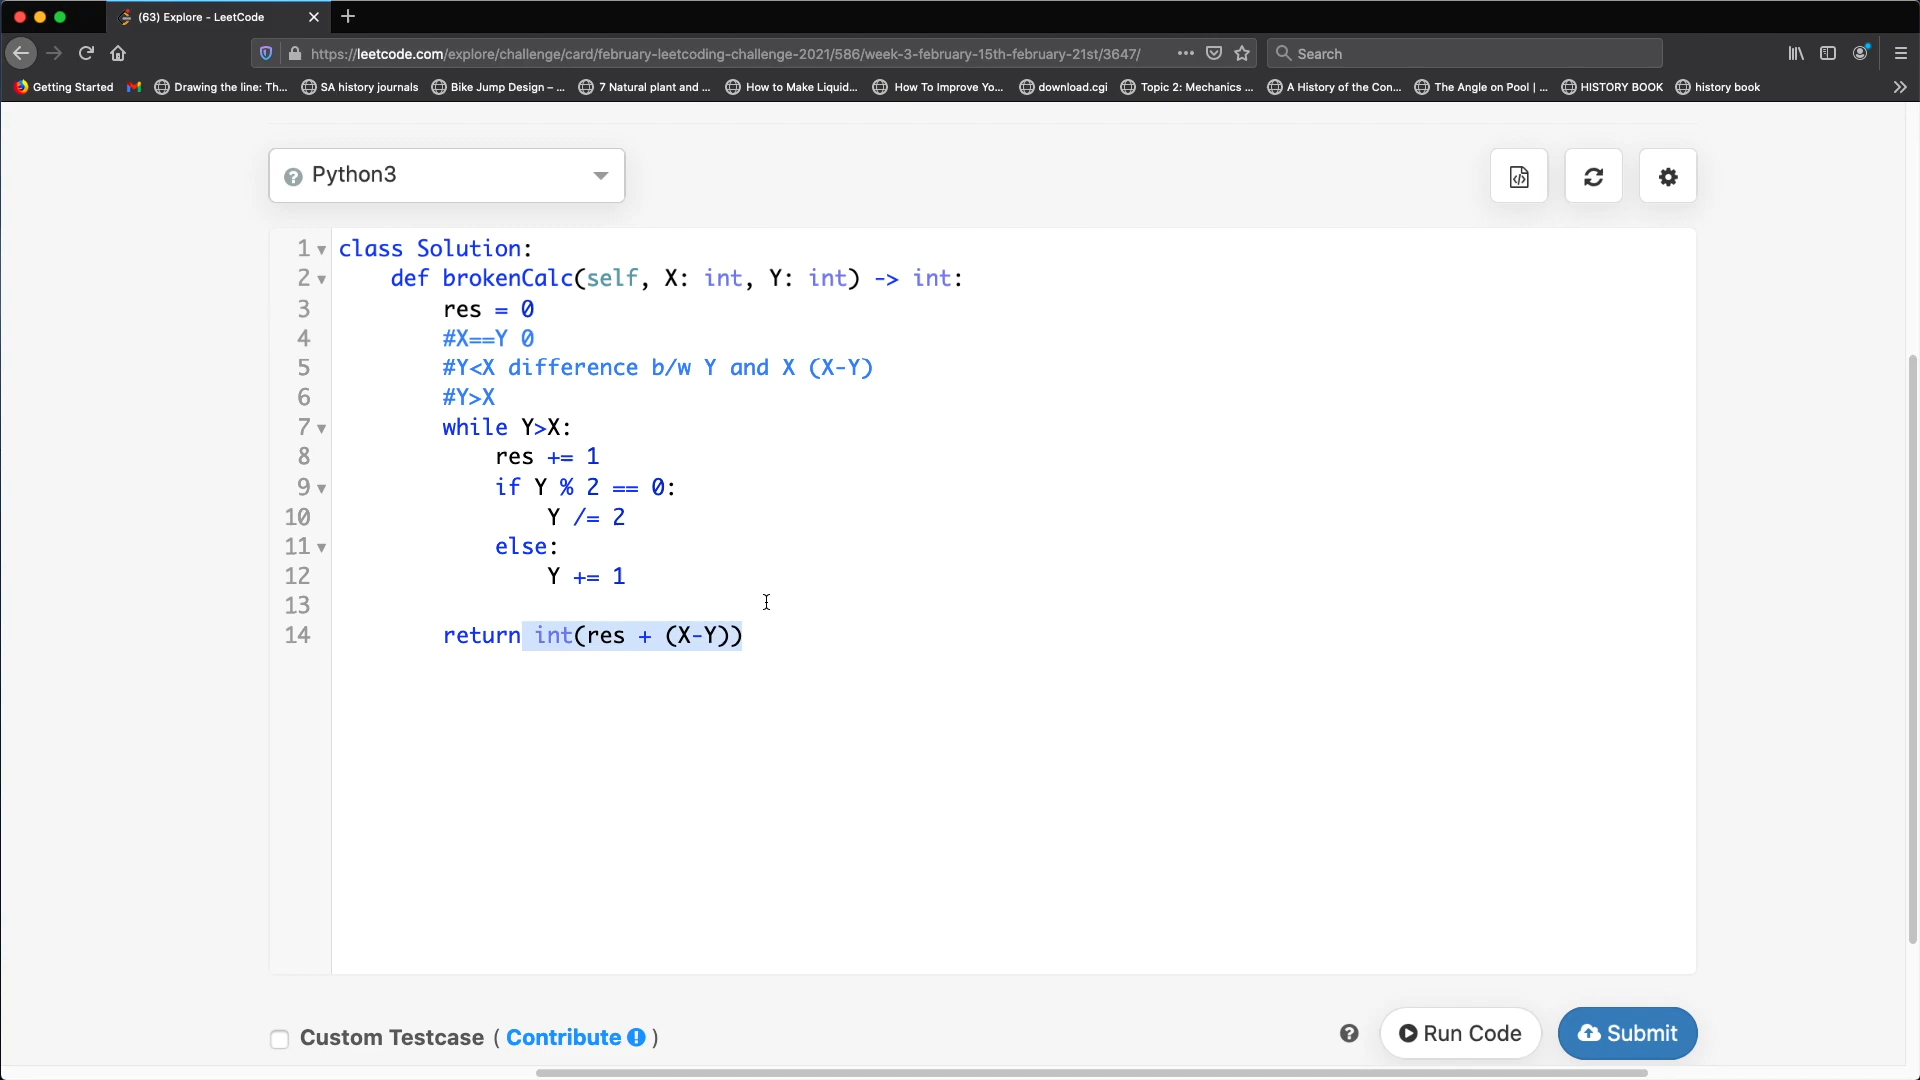 (63) Explore - LeetCode
https://leetcode.com/explore/challenge/card/february-leetcoding-challenge-2021/586/week-3-february-15th-february-21st/3647/
Search
Getting Started
Drawing the line: Th...
SA history journals
Bike Jump Design – ...
7 Natural plant and ...
How to Make Liquid...
How To Improve Yo...
download.cgi
Topic 2: Mechanics ...
A History of the Con...
The Angle on Pool | ...
HISTORY BOOK
history book
Python3
1 class Solution:
2 def brokenCalc(self, X: int, Y: int) -> int:
3 res = 0
4 #X==Y 0
5 #Y<X difference b/w Y and X (X-Y)
6 #Y>X
7 while Y>X:
8 res += 1
9 if Y % 2 == 0:
10 Y /= 2
11 else:
12 Y += 1
13
14 return int(res + (X-Y))
Custom Testcase ( Contribute )
Run Code
Submit